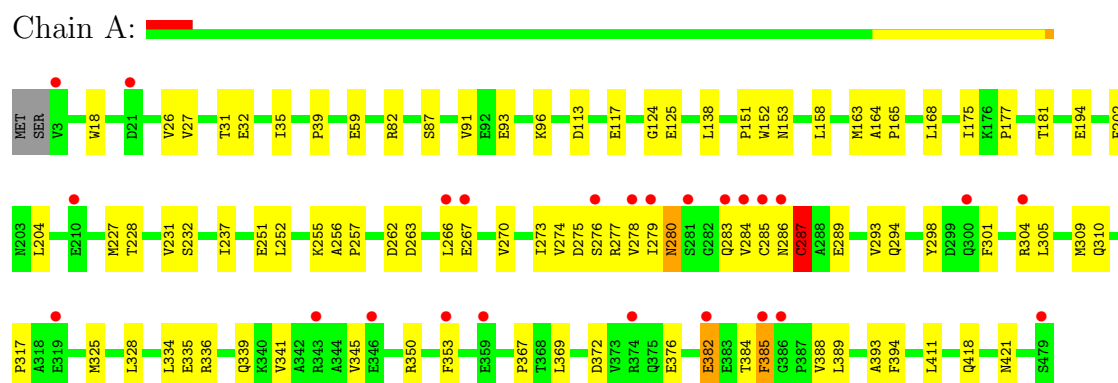 Chain A:
MET SER V3 W18 D21 V26 V27 T31 E32 I35 P39 E59 R82 S87 V91 E92 E93 K96 D113 E117 G124 E125 L138 P151 W152 N153 L158 M163 A164 P165 L168 I175 K176 P177 T181 E194
N203 L204 E210 M227 T228 V231 S232 I237 E251 L252 K255 A256 P257 D262 D263 L266 E267 V270 I273 V274 D275 S276 R277 V278 I279 N280 S281 G282 Q283 V284 C285 N286 C287 A288 E289 V293 Q294 Y298 D299 Q300 F301 R304 L305 M309 Q310
P317 A318 E319 M325 L328 L334 E335 R336 Q339 K340 V341 A342 R343 A344 V345 E346 R350 F353 E359 P367 T368 L369 D372 V373 R374 Q375 E376 E382 E383 T384 F385 G386 P387 V388 L389 A393 F394 L411 Q418 N421 S479